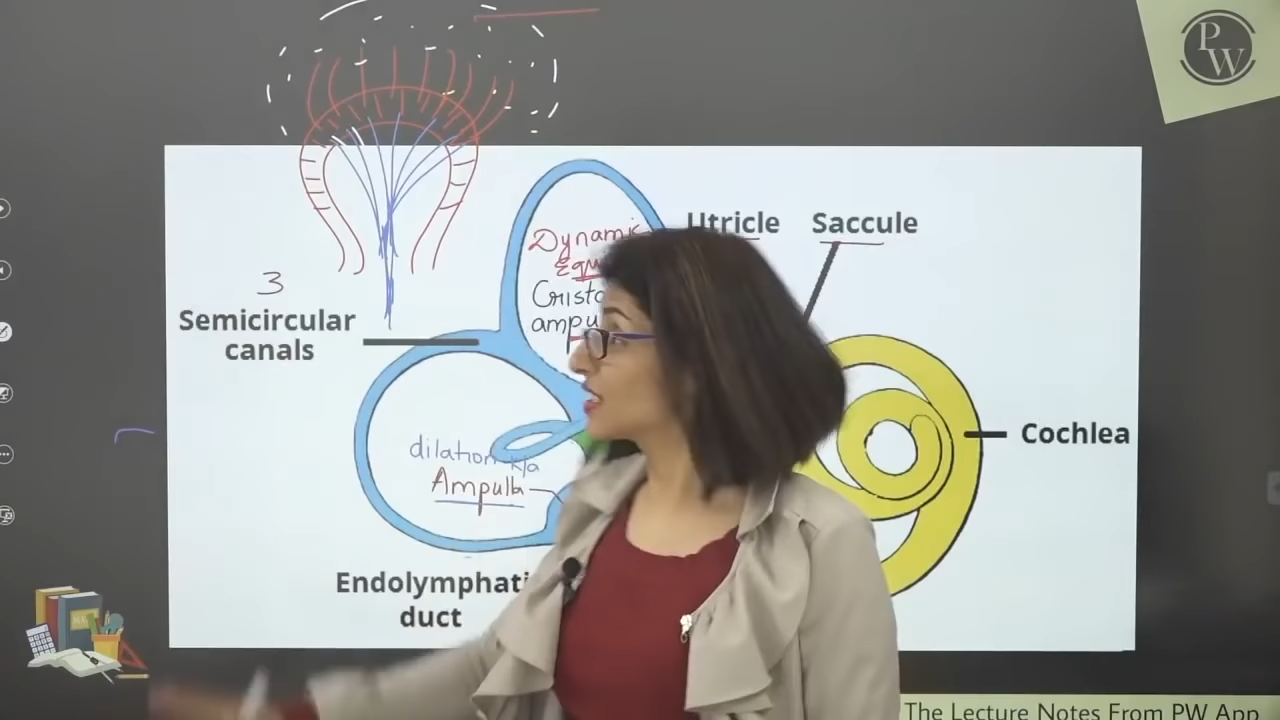 PW
Utricle Saccule
Dynamic
Equ
Crista
ampu
3
Semicircular
canals
Cochlea
dilation k/a
Ampulla
Endolymphati
duct
The Lecture Notes From PW App